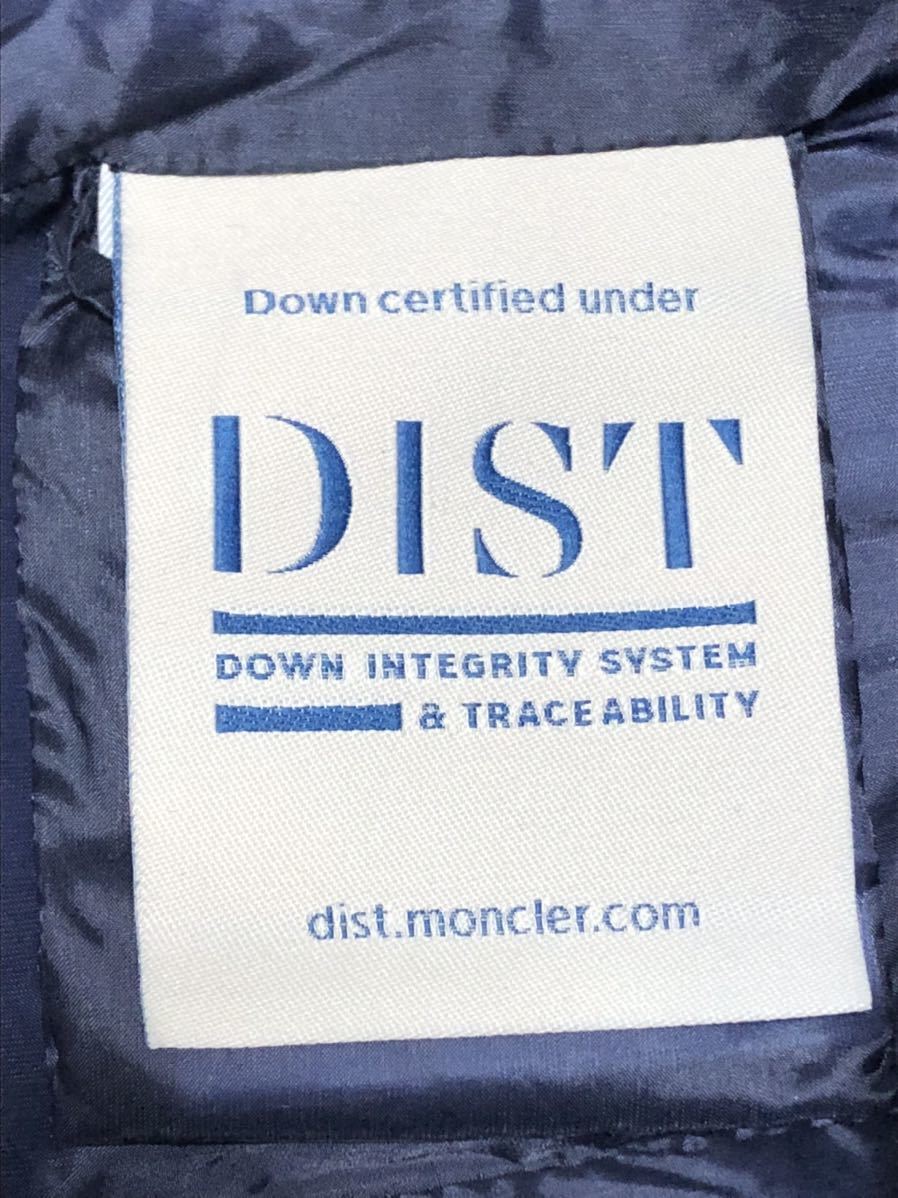 Down certified under
DIST
DOWN INTEGRITY SYSTEM
& TRACEABILITY
dist.moncler.com